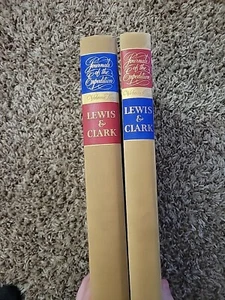 Journals
of the
Expedition
LEWIS
&
CLARK
Journals
of the
Expedition
LEWIS
&
CLARK